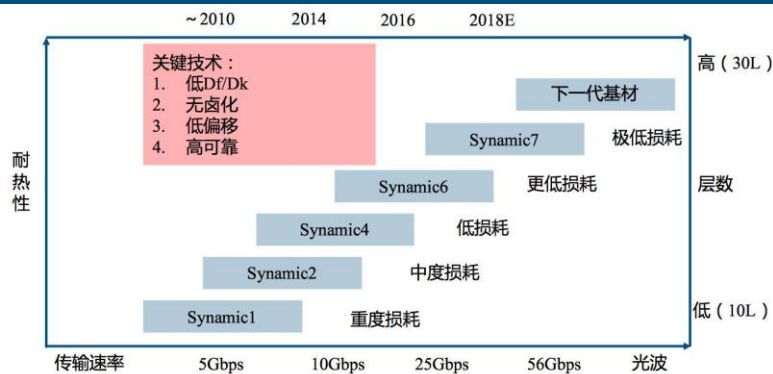 ~2010 2014 2016 2018E
关键技术：
1. 低Df/Dk
2. 无卤化
3. 低偏移
4. 高可靠
高（30L）
下一代基材
Synamic7 极低损耗
耐热性
Synamic6 更低损耗 层数
Synamic4 低损耗
Synamic2 中度损耗
Synamic1 重度损耗 低（10L）
传输速率 5Gbps 10Gbps 25Gbps 56Gbps 光波